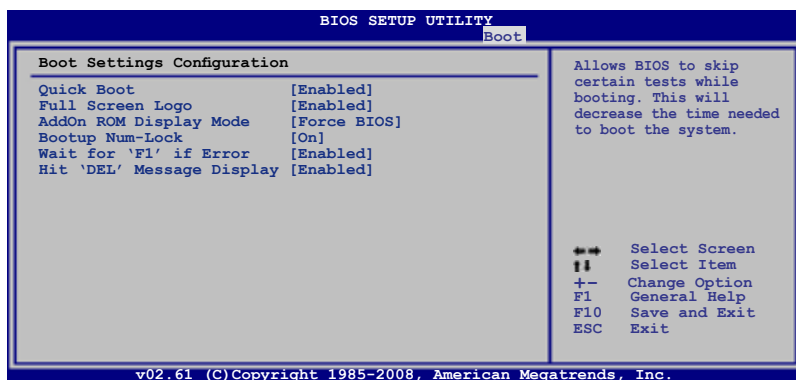 BIOS SETUP UTILITY
Boot
Boot Settings Configuration
Quick Boot [Enabled]
Full Screen Logo [Enabled]
AddOn ROM Display Mode [Force BIOS]
Bootup Num-Lock [On]
Wait for ‘F1’ if Error [Enabled]
Hit ‘DEL’ Message Display [Enabled]
Allows BIOS to skip
certain tests while
booting. This will
decrease the time needed
to boot the system.
←→ Select Screen
↑↓ Select Item
+- Change Option
F1 General Help
F10 Save and Exit
ESC Exit
v02.61 (C)Copyright 1985-2008, American Megatrends, Inc.